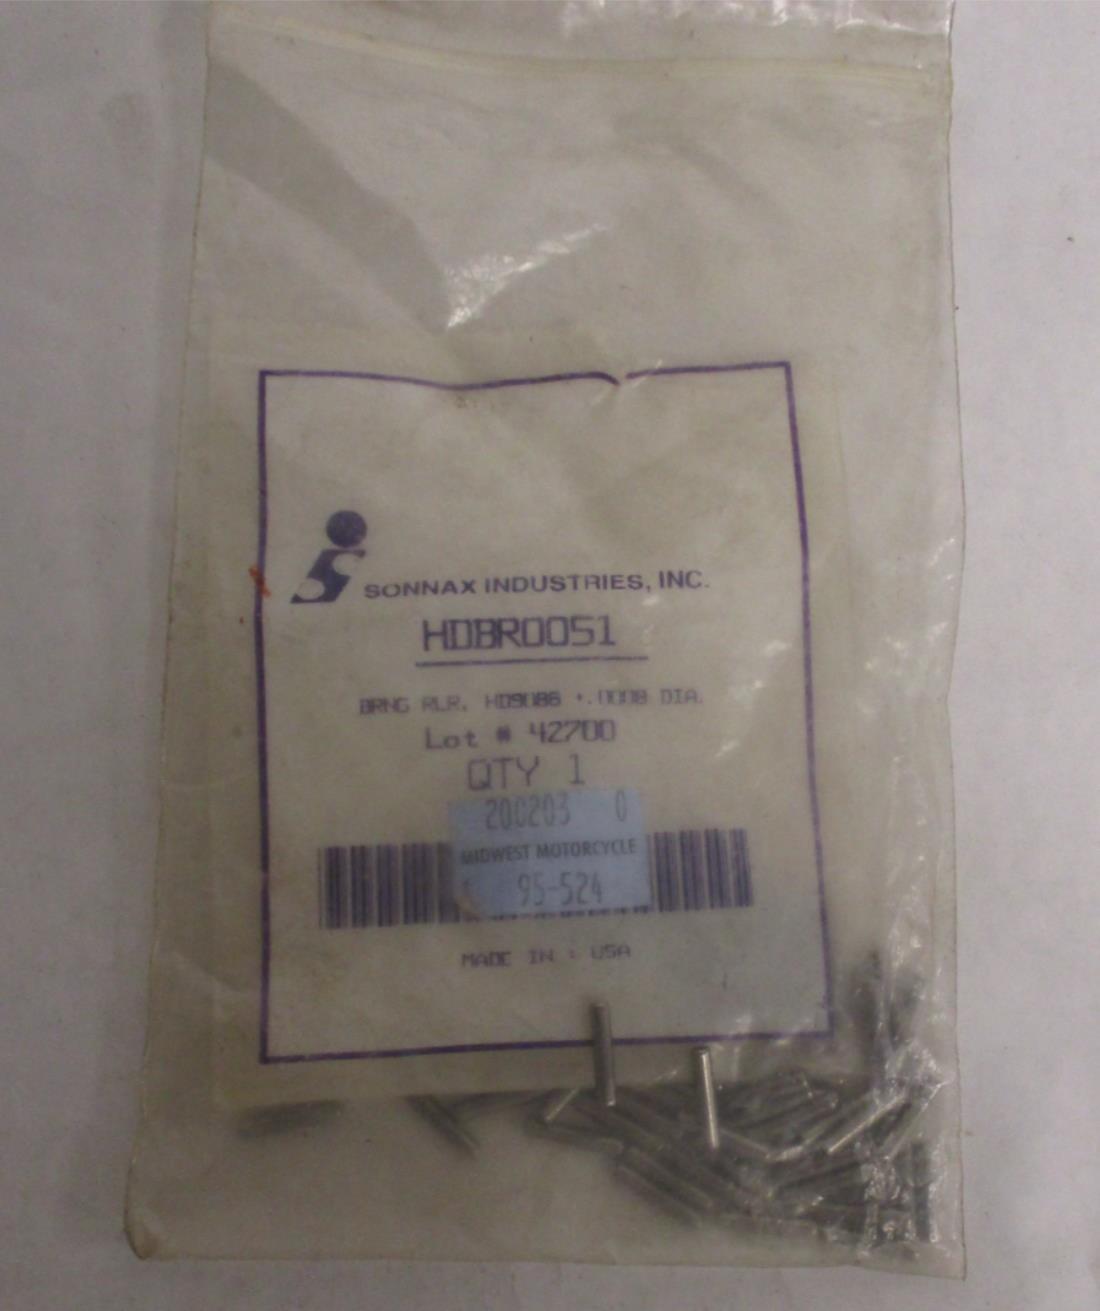 SONNAX INDUSTRIES, INC.
HDBR0051
BRNG RLR, HD9086 +.0008 DIA.
Lot # 42700
QTY 1
200203 0
MIDWEST MOTORCYCLE
95-524
MADE IN : USA